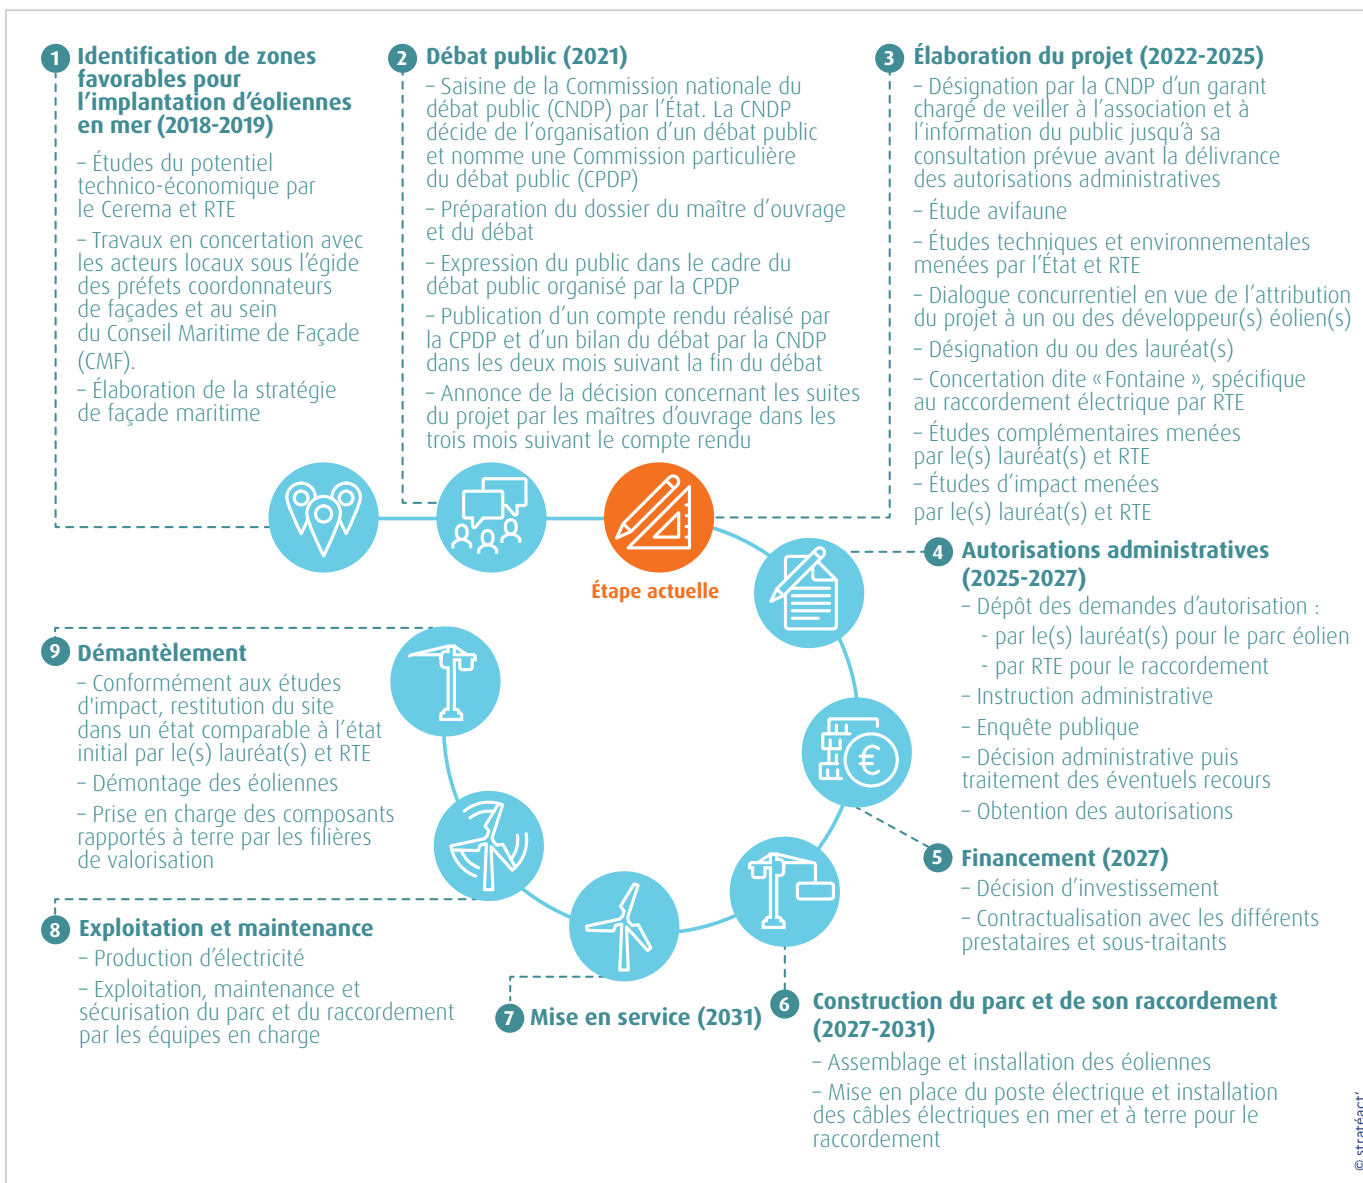 1 Identification de zones
favorables pour
l’implantation d’éoliennes
en mer (2018-2019)
– Études du potentiel
technico-économique par
le Cerema et RTE
– Travaux en concertation avec
les acteurs locaux sous l’égide
des préfets coordonnateurs
de façades et au sein
du Conseil Maritime de Façade
(CMF).
– Élaboration de la stratégie
de façade maritime
2 Débat public (2021)
– Saisine de la Commission nationale du
débat public (CNDP) par l’État. La CNDP
décide de l’organisation d’un débat public
et nomme une Commission particulière
du débat public (CPDP)
– Préparation du dossier du maître d’ouvrage
et du débat
– Expression du public dans le cadre du
débat public organisé par la CPDP
– Publication d’un compte rendu réalisé par
la CPDP et d’un bilan du débat par la CNDP
dans les deux mois suivant la fin du débat
– Annonce de la décision concernant les suites
du projet par les maîtres d’ouvrage dans les
trois mois suivant le compte rendu
3 Élaboration du projet (2022-2025)
– Désignation par la CNDP d’un garant
chargé de veiller à l’association et à
l’information du public jusqu’à sa
consultation prévue avant la délivrance
des autorisations administratives
– Étude avifaune
– Études techniques et environnementales
menées par l’État et RTE
– Dialogue concurrentiel en vue de l’attribution
du projet à un ou des développeur(s) éolien(s)
– Désignation du ou des lauréat(s)
– Concertation dite « Fontaine », spécifique
au raccordement électrique par RTE
– Études complémentaires menées
par le(s) lauréat(s) et RTE
– Études d’impact menées
par le(s) lauréat(s) et RTE
Étape actuelle
4 Autorisations administratives
(2025-2027)
– Dépôt des demandes d’autorisation :
- par le(s) lauréat(s) pour le parc éolien
- par RTE pour le raccordement
– Instruction administrative
– Enquête publique
– Décision administrative puis
traitement des éventuels recours
– Obtention des autorisations
€
5 Financement (2027)
– Décision d’investissement
– Contractualisation avec les différents
prestataires et sous-traitants
6 Construction du parc et de son raccordement
(2027-2031)
– Assemblage et installation des éoliennes
– Mise en place du poste électrique et installation
des câbles électriques en mer et à terre pour le
raccordement
7 Mise en service (2031)
8 Exploitation et maintenance
– Production d’électricité
– Exploitation, maintenance et
sécurisation du parc et du raccordement
par les équipes en charge
9 Démantèlement
– Conformément aux études
d'impact, restitution du site
dans un état comparable à l’état
initial par le(s) lauréat(s) et RTE
– Démontage des éoliennes
– Prise en charge des composants
rapportés à terre par les filières
de valorisation
© stratéact’